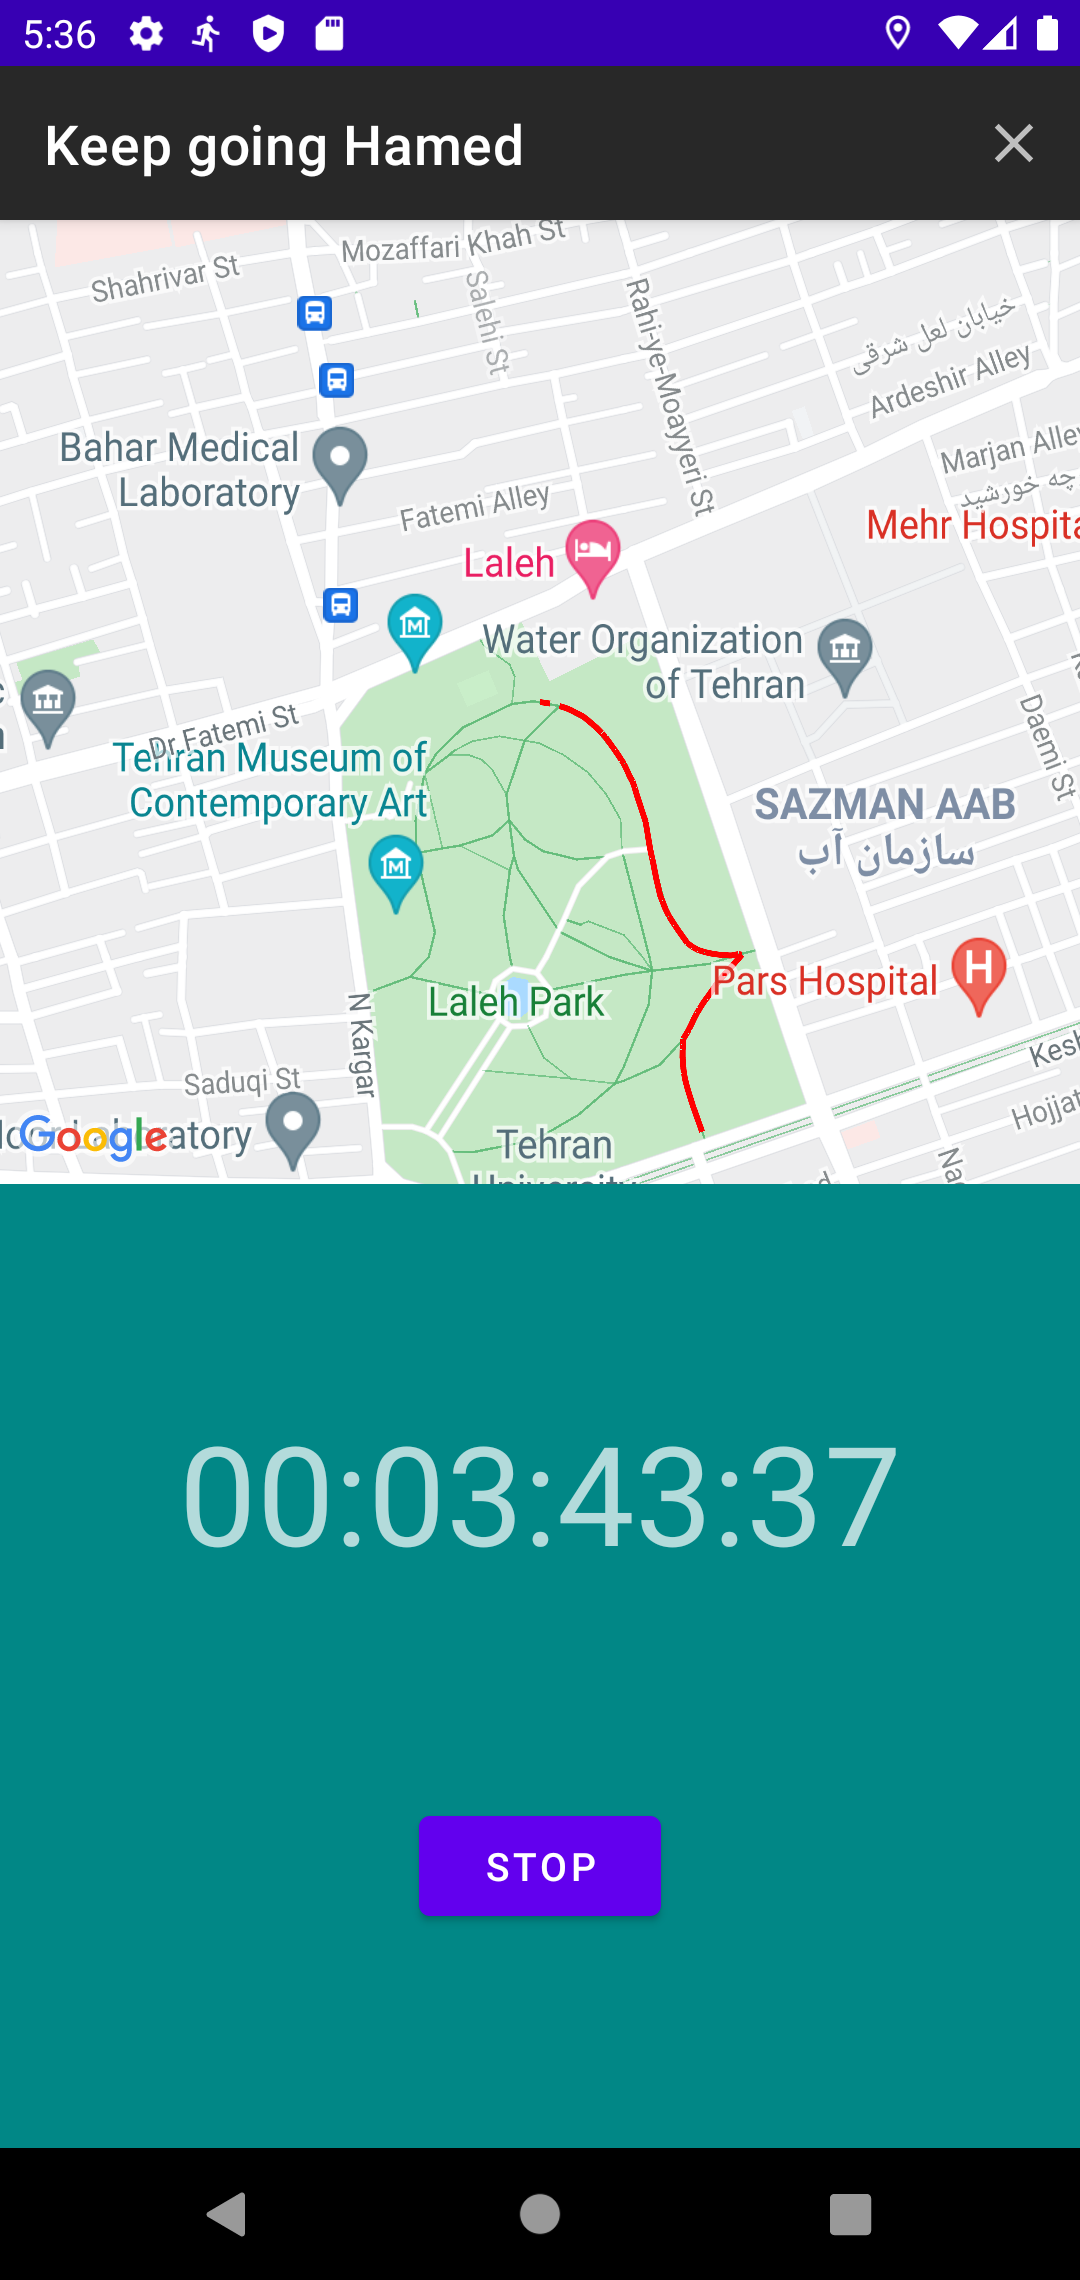 5:36
Keep going Hamed
Mozaffari Khah St
Shahrivar St
Salehi St
Rahi-ye-Moayyeri St
خیابان لعل شرقی
Ardeshir Alley
Bahar Medical
Laboratory
Marjan Alley
چه خورشید
Fatemi Alley
Mehr Hospita
Laleh
Water Organization
of Tehran
Dr Fatemi St
Daemi St
Tehran Museum of
Contemporary Art
SAZMAN AAB
سازمان آب
Pars Hospital
H
Laleh Park
N Kargar
Kesh
Saduqi St
Hojjat
Google
atory
Tehran
University
Nac
00:03:43:37
STOP